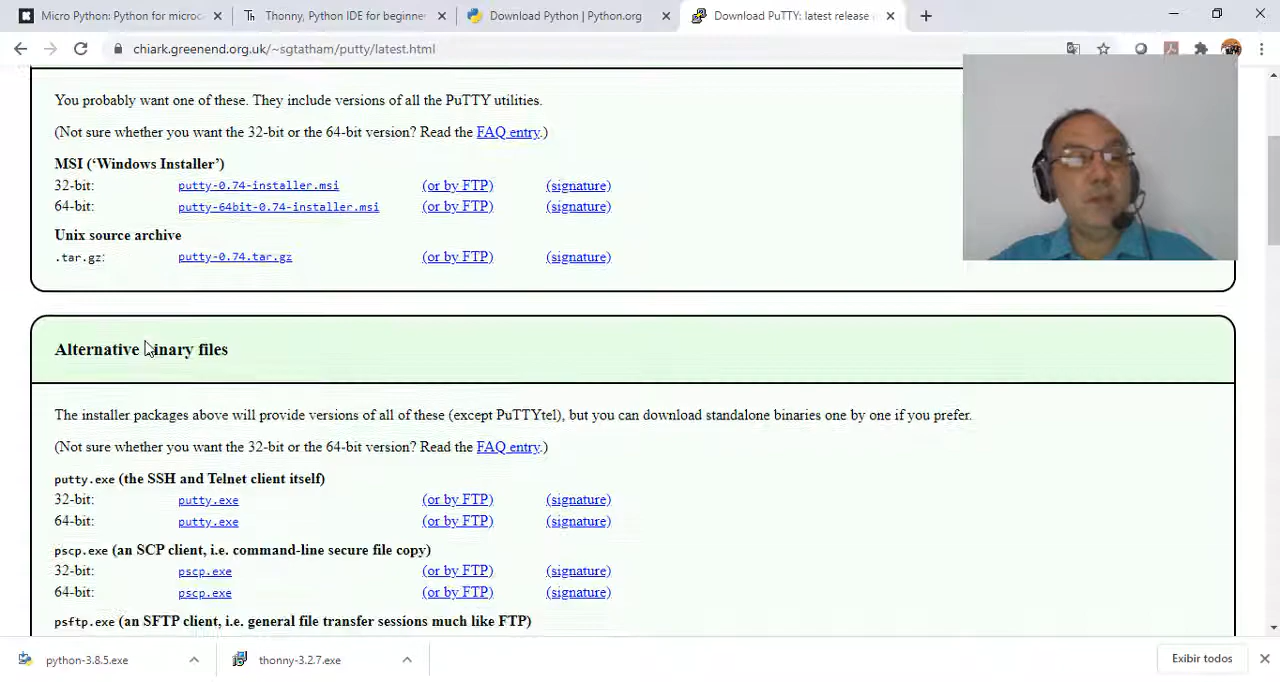 Micro Python: Python for microc
Thonny, Python IDE for beginner
Download Python | Python.org
Download PuTTY: latest release
chiark.greenend.org.uk/~sgtatham/putty/latest.html
You probably want one of these. They include versions of all the PuTTY utilities.
(Not sure whether you want the 32-bit or the 64-bit version? Read the FAQ entry.)
MSI (‘Windows Installer’)
32-bit: putty-0.74-installer.msi (or by FTP) (signature)
64-bit: putty-64bit-0.74-installer.msi (or by FTP) (signature)
Unix source archive
.tar.gz: putty-0.74.tar.gz (or by FTP) (signature)
Alternative binary files
The installer packages above will provide versions of all of these (except PuTTYtel), but you can download standalone binaries one by one if you prefer.
(Not sure whether you want the 32-bit or the 64-bit version? Read the FAQ entry.)
putty.exe (the SSH and Telnet client itself)
32-bit: putty.exe (or by FTP) (signature)
64-bit: putty.exe (or by FTP) (signature)
pscp.exe (an SCP client, i.e. command-line secure file copy)
32-bit: pscp.exe (or by FTP) (signature)
64-bit: pscp.exe (or by FTP) (signature)
psftp.exe (an SFTP client, i.e. general file transfer sessions much like FTP)
python-3.8.5.exe
thonny-3.2.7.exe
Exibir todos